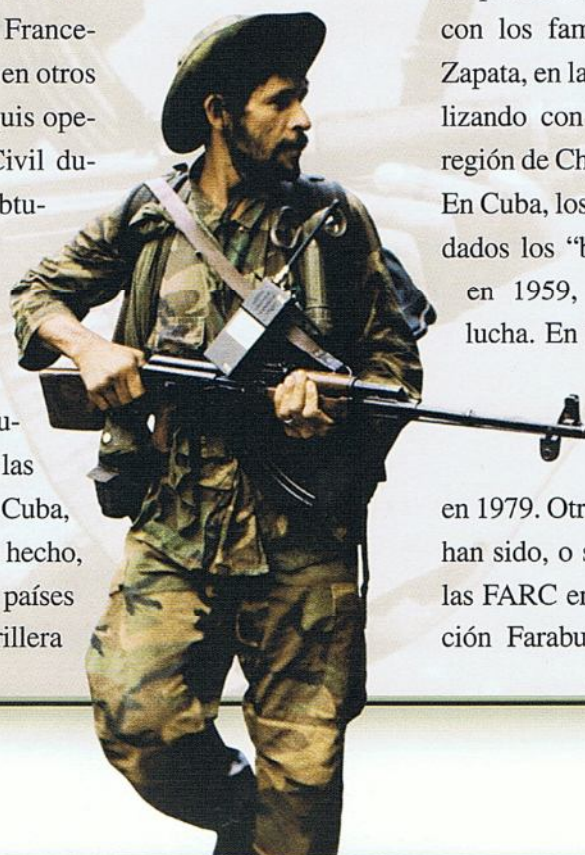 France-
en otros
uis ope-
Civil du-
btu-
u-
las
Cuba,
hecho,
países
rillera
con los fam
Zapata, en la
lizando con
región de Ch
En Cuba, los
dados los “b
en 1959,
lucha. En
en 1979. Otr
han sido, o s
las FARC en
ción Farabu